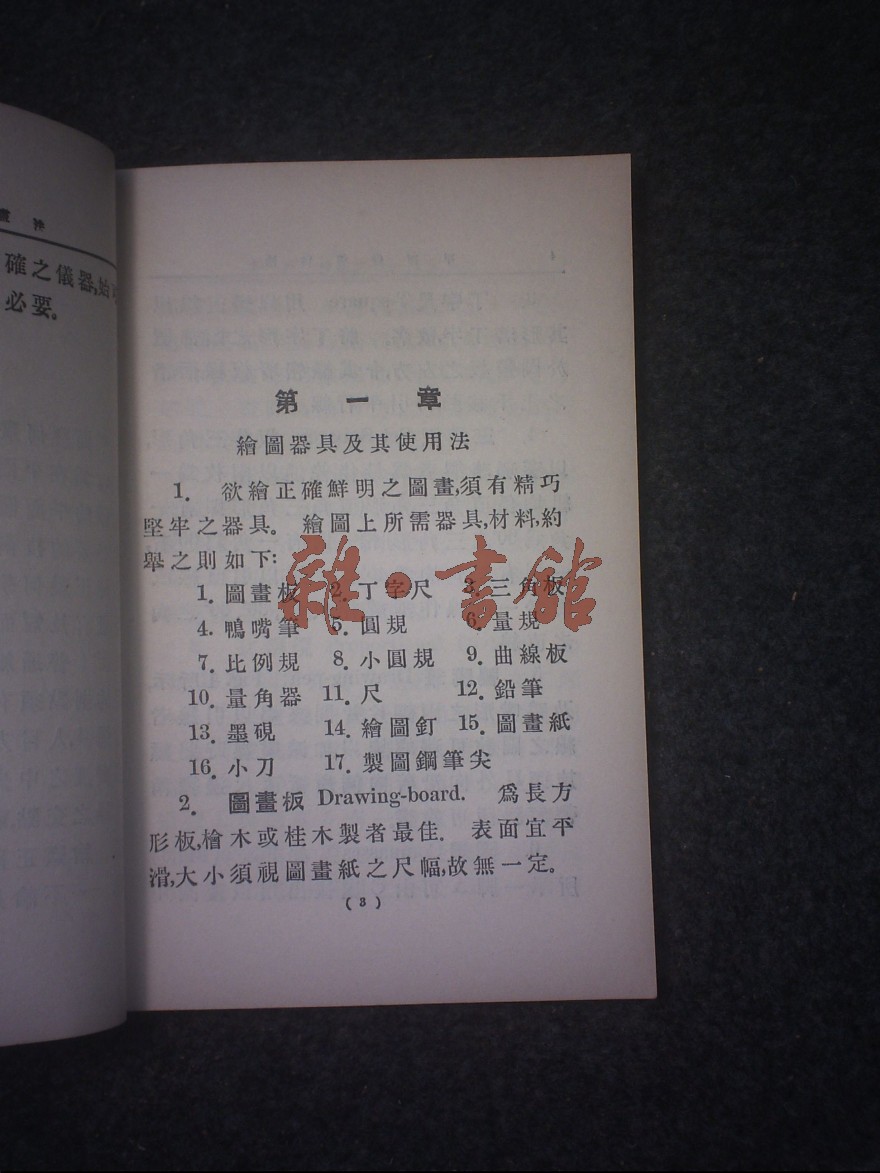 確之儀器,始
必要。
第一章
繪圖器具及其使用法
1. 欲繪正確鮮明之圖畫,須有精巧
堅牢之器具。 繪圖上所需器具,材料,約
舉之則如下:
1. 圖畫板 2. 丁字尺 3. 三角板
4. 鴨嘴筆 5. 圓規 6. 量規
7. 比例規 8. 小圓規 9. 曲線板
10. 量角器 11. 尺 12. 鉛筆
13. 墨硯 14. 繪圖釘 15. 圖畫紙
16. 小刀 17. 製圖鋼筆尖
2. 圖畫板 Drawing-board. 爲長方
形板,檜木或桂木製者最佳. 表面宜平
滑,大小須視圖畫紙之尺幅,故無一定。
(3)
雜·書館